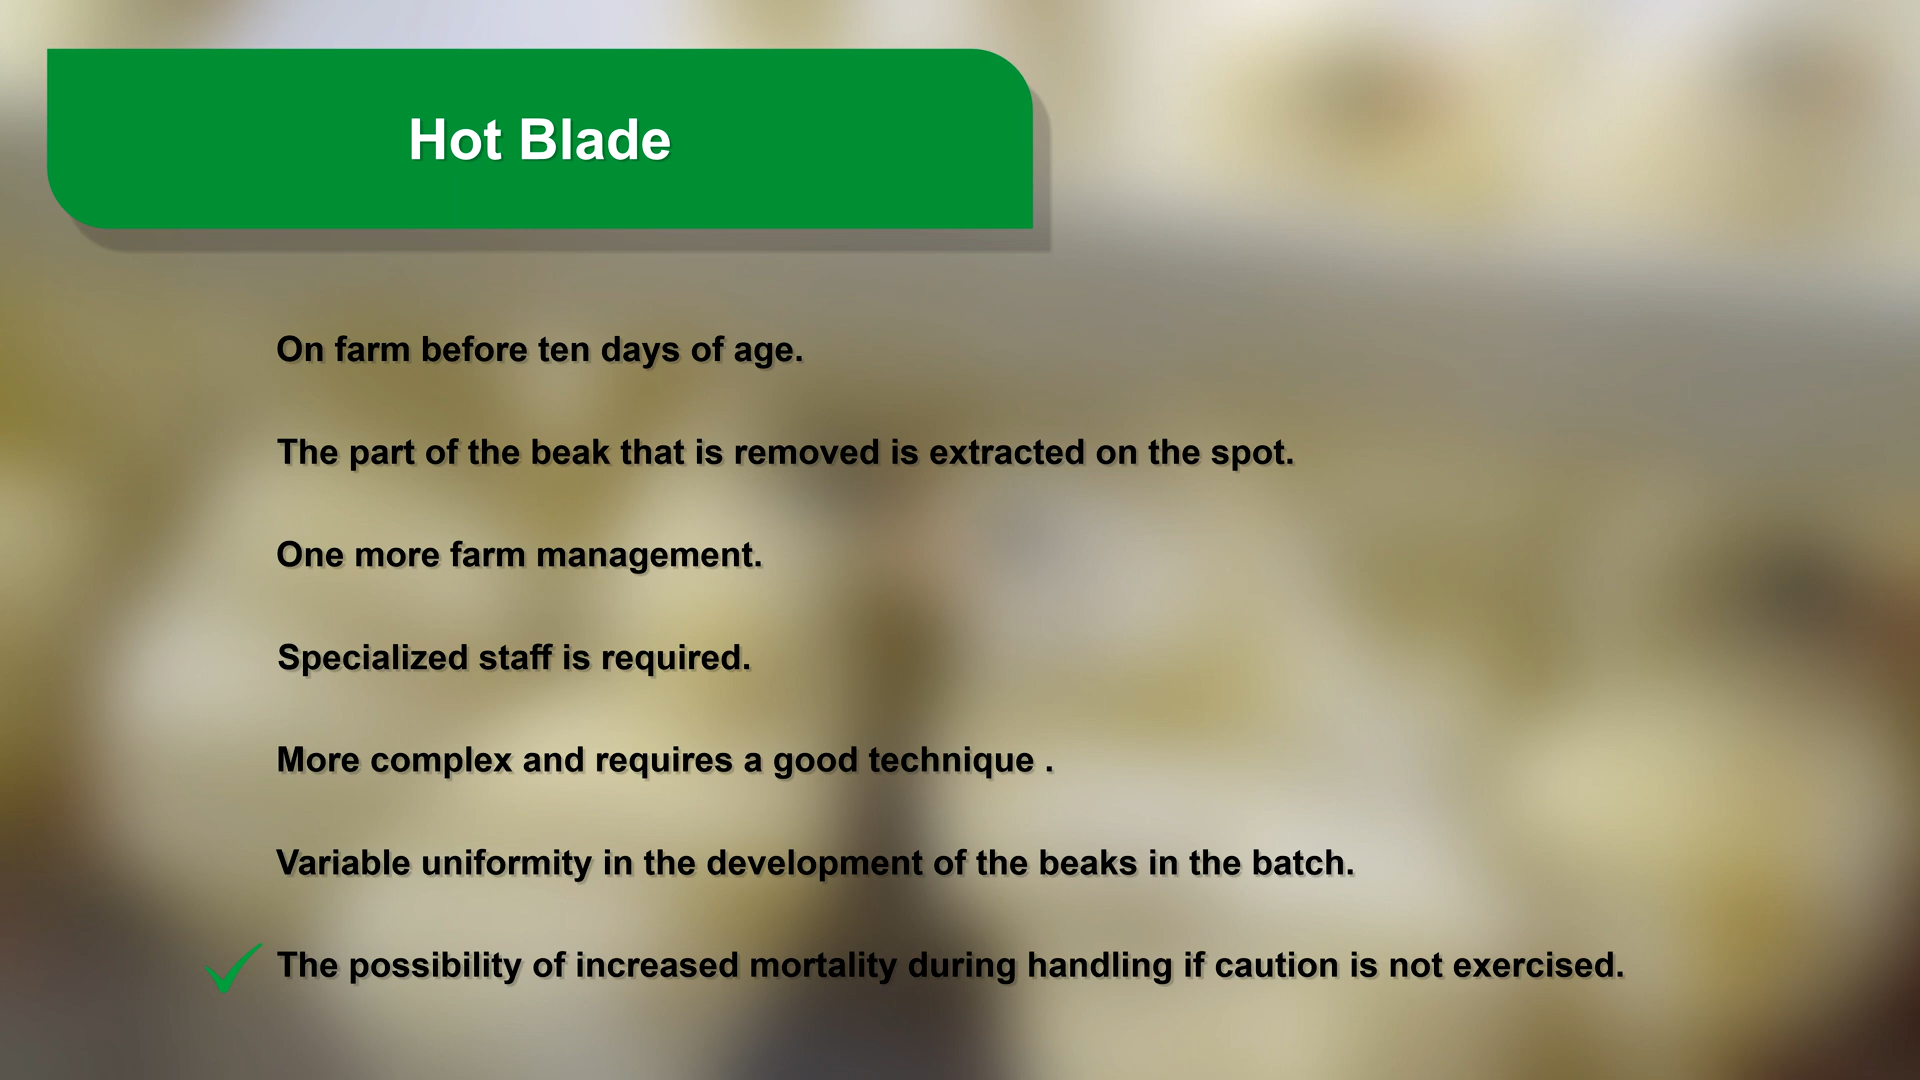 Hot Blade
On farm before ten days of age.
The part of the beak that is removed is extracted on the spot.
One more farm management.
Specialized staff is required.
More complex and requires a good technique .
Variable uniformity in the development of the beaks in the batch.
The possibility of increased mortality during handling if caution is not exercised.